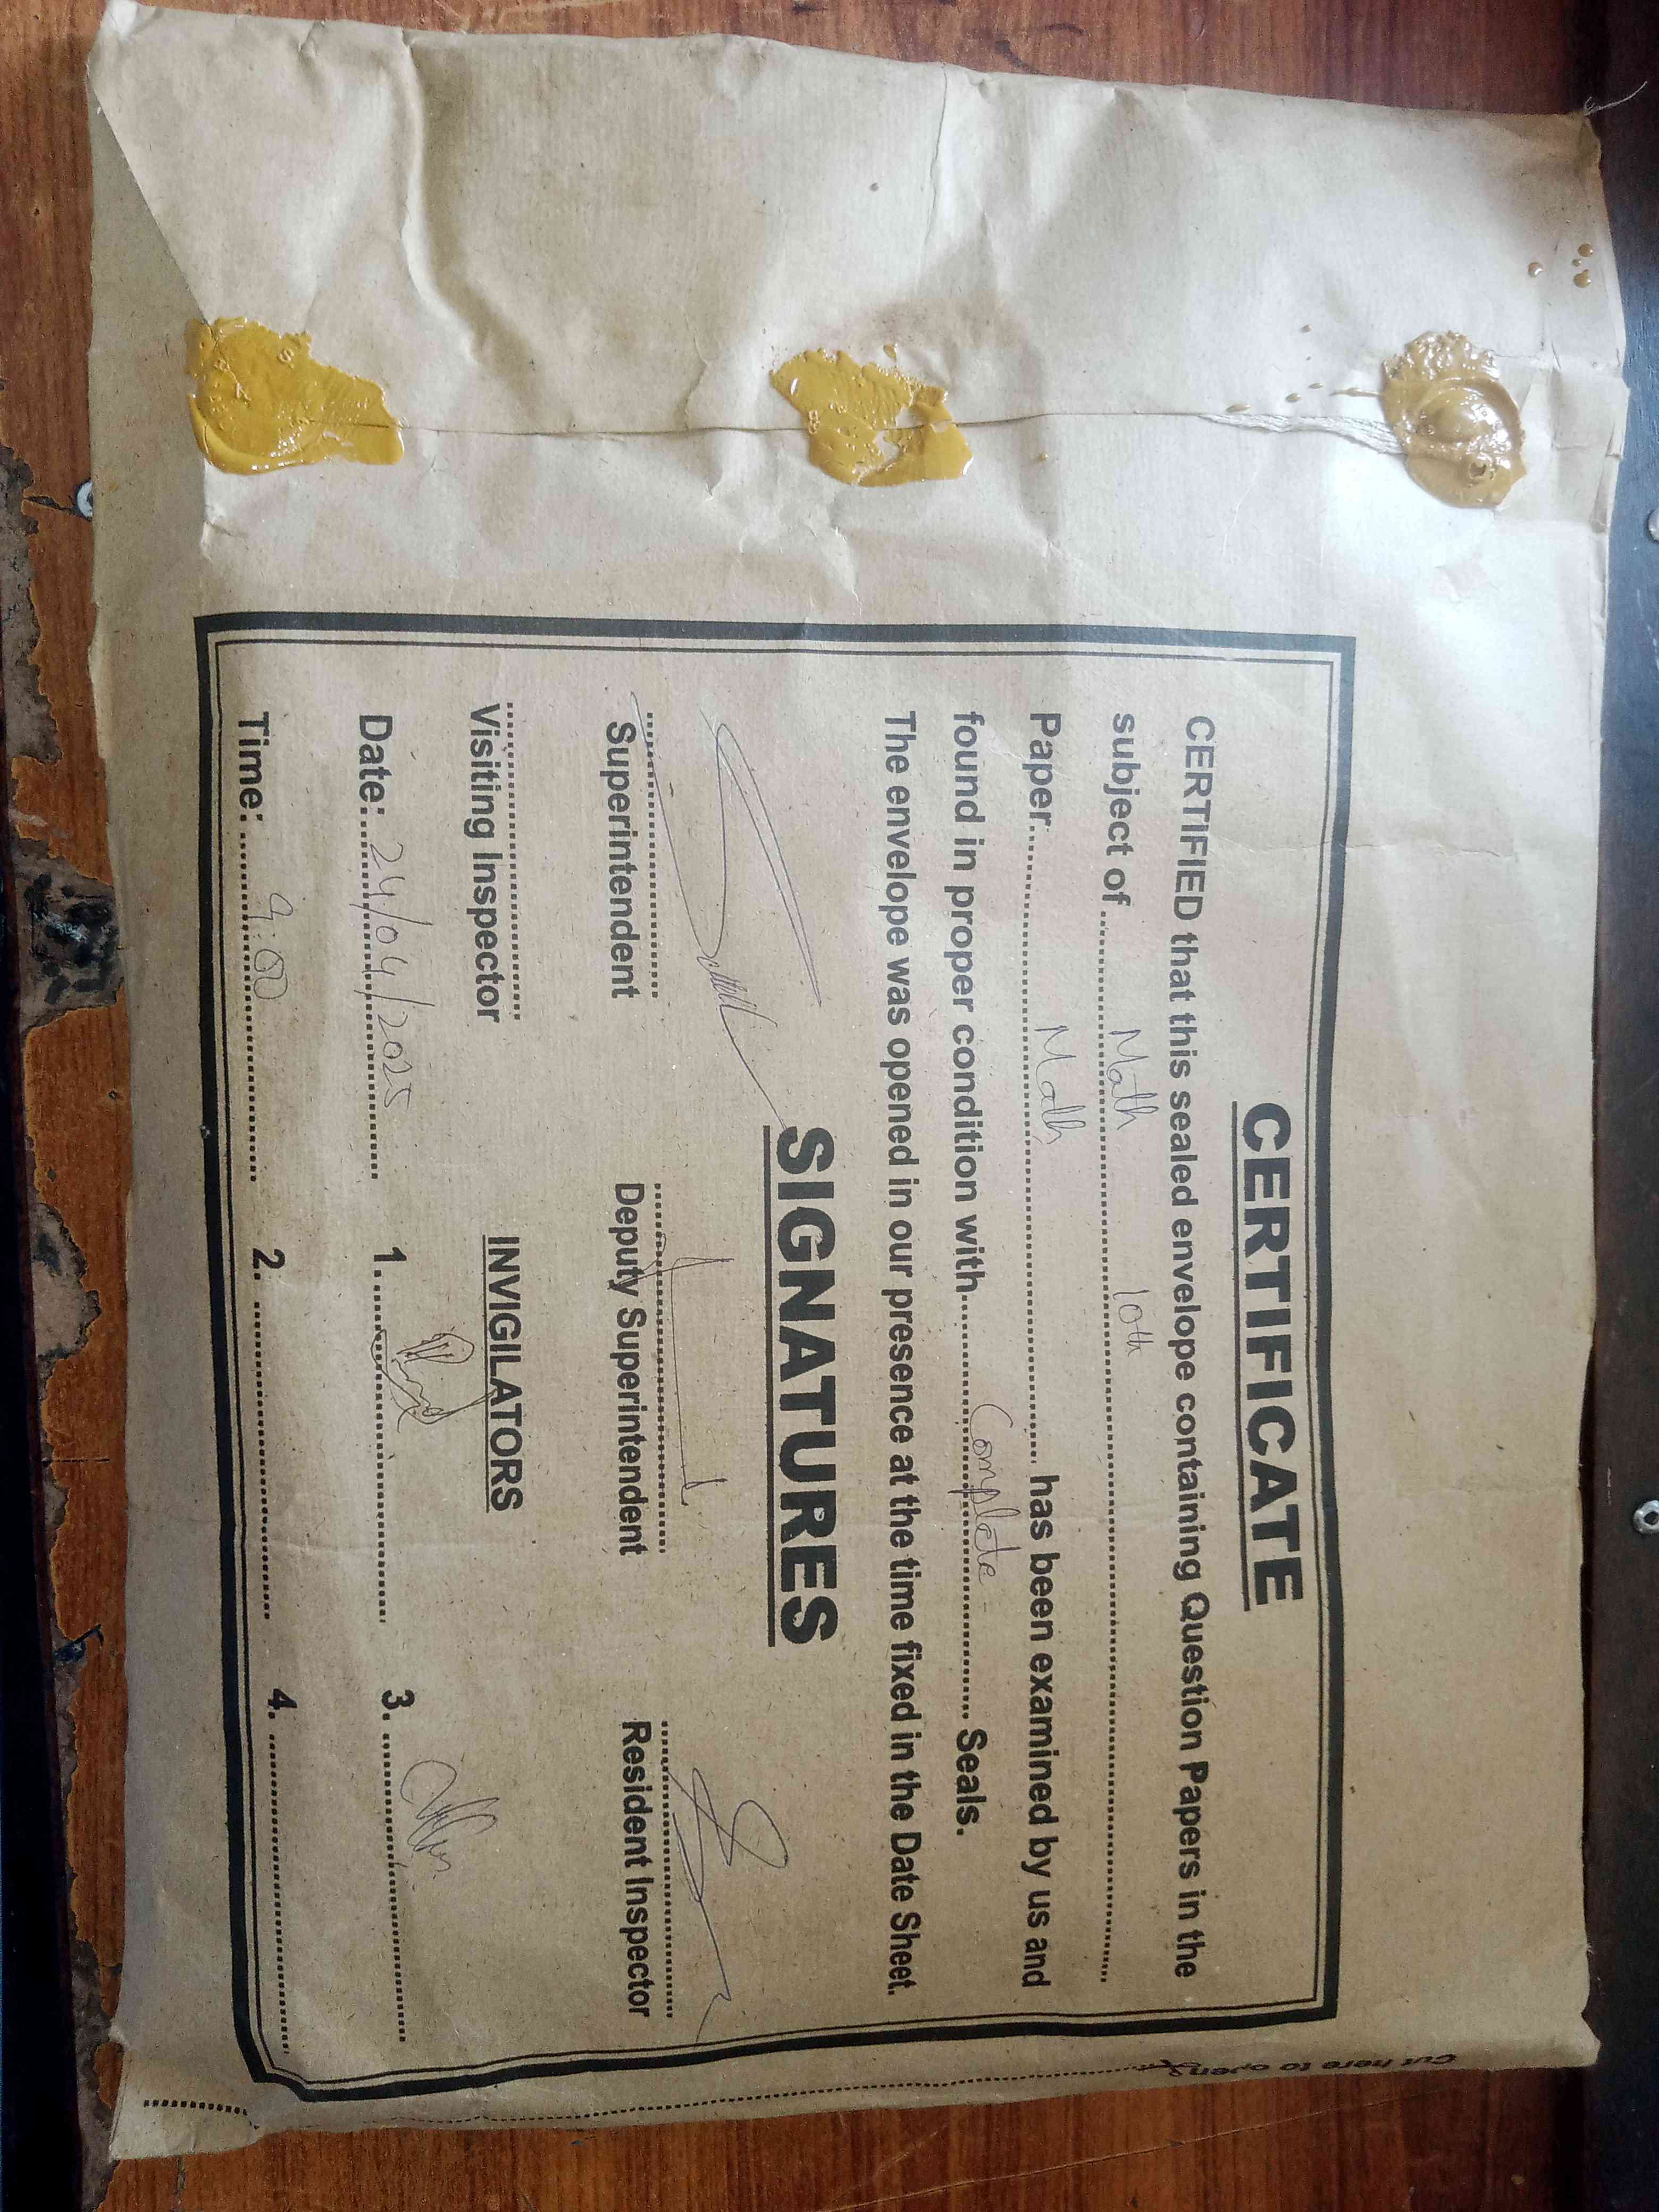 CERTIFICATE
CERTIFIED that this sealed envelope containing Question Papers in the
subject of.......Math 10th.......
Paper.......Math....... has been examined by us and
found in proper condition with.......Complete....... Seals.
The envelope was opened in our presence at the time fixed in the Date Sheet.
SIGNATURES
Superintendent Deputy Superintendent Resident Inspector
Visiting Inspector INVIGILATORS
Date:....24/04/2025.... 1............ 3. ............
Time: ....9:00.... 2. ............ 4. ............
Cut here to open